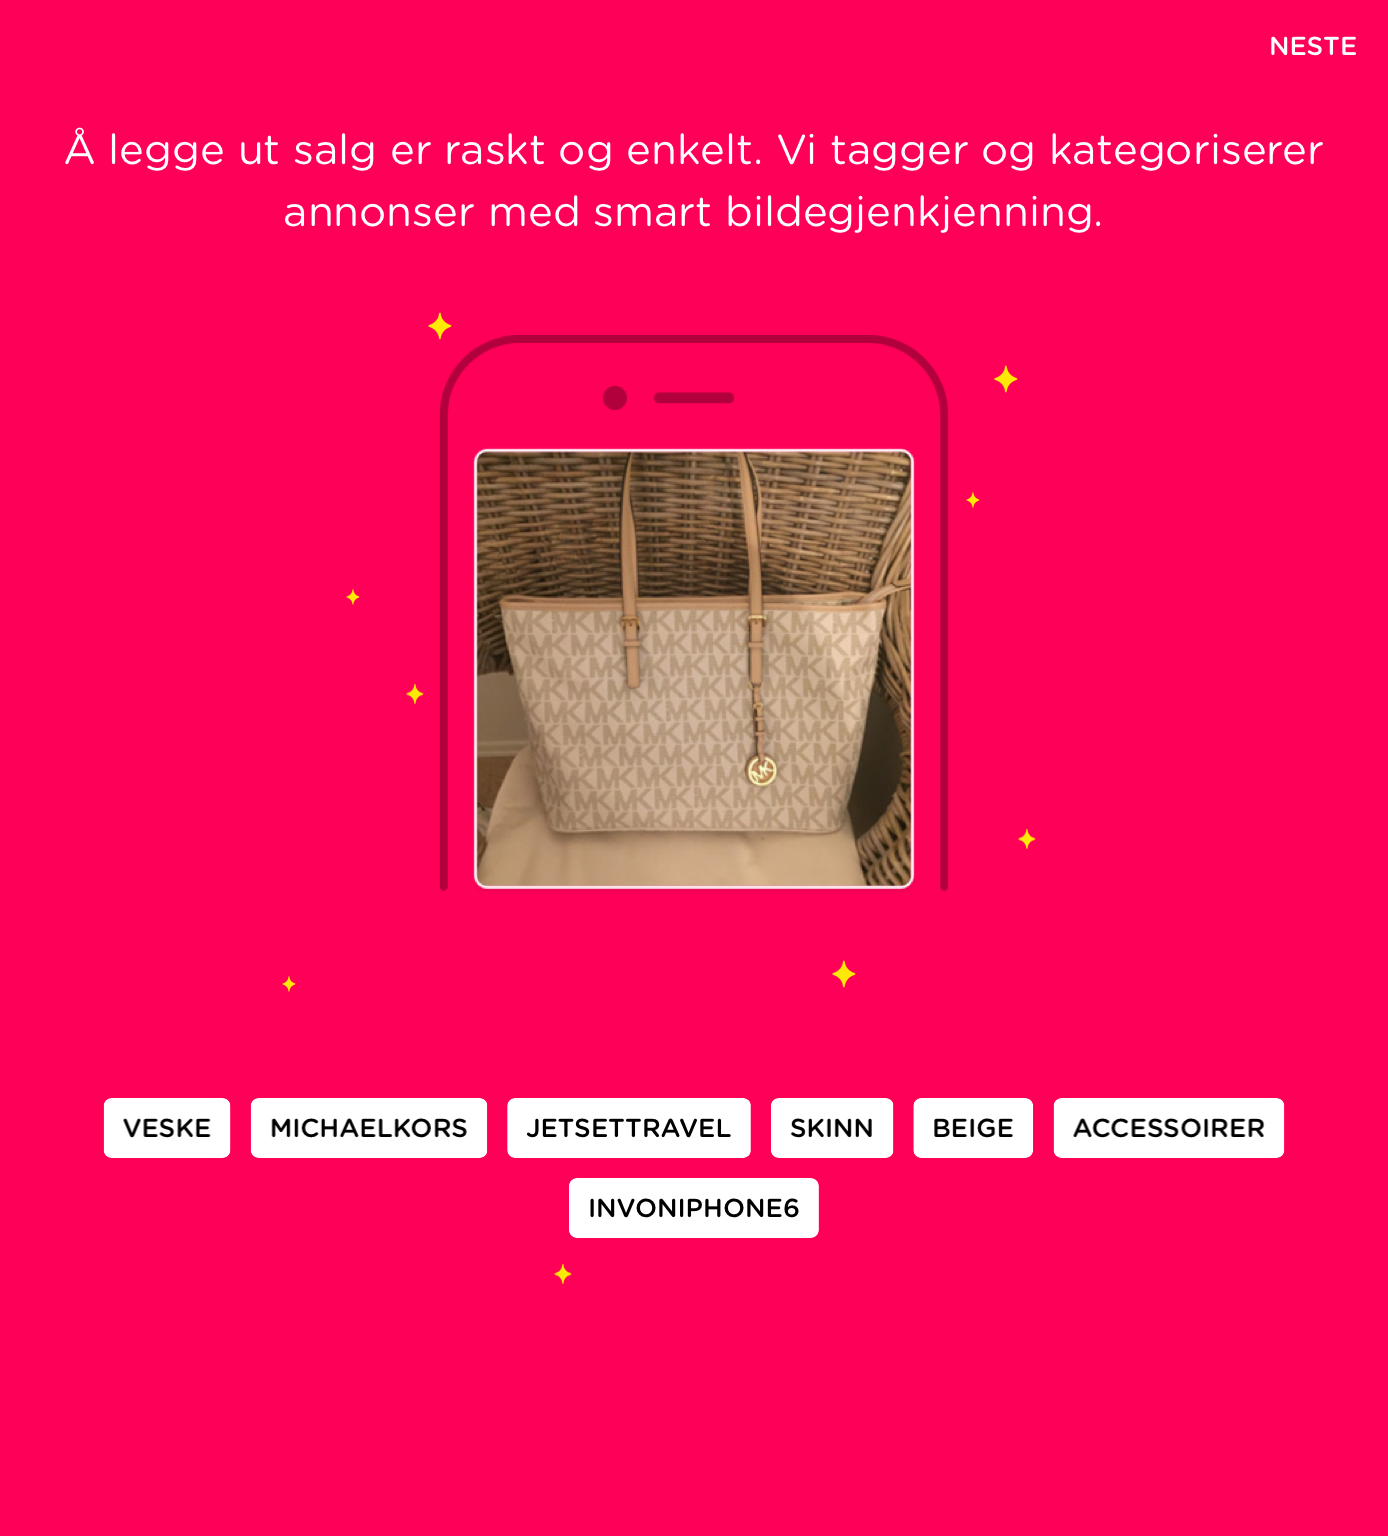 NESTE
Å legge ut salg er raskt og enkelt. Vi tagger og kategoriserer
annonser med smart bildegjenkjenning.
MK
VESKE MICHAELKORS JETSETTRAVEL SKINN BEIGE ACCESSOIRER
INVONIPHONE6